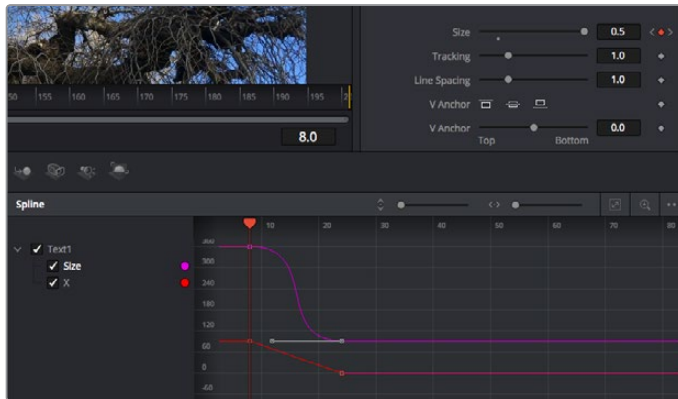 Size 0.5
Tracking 1.0
Line Spacing 1.0
V Anchor
V Anchor 0.0
Top Bottom
150 155 160 165 170 175 180 185 190 195
8.0
Spline
10 20 30 40 50 60 70 80
Text1
Size
X
360
300
240
180
120
60
0
-60